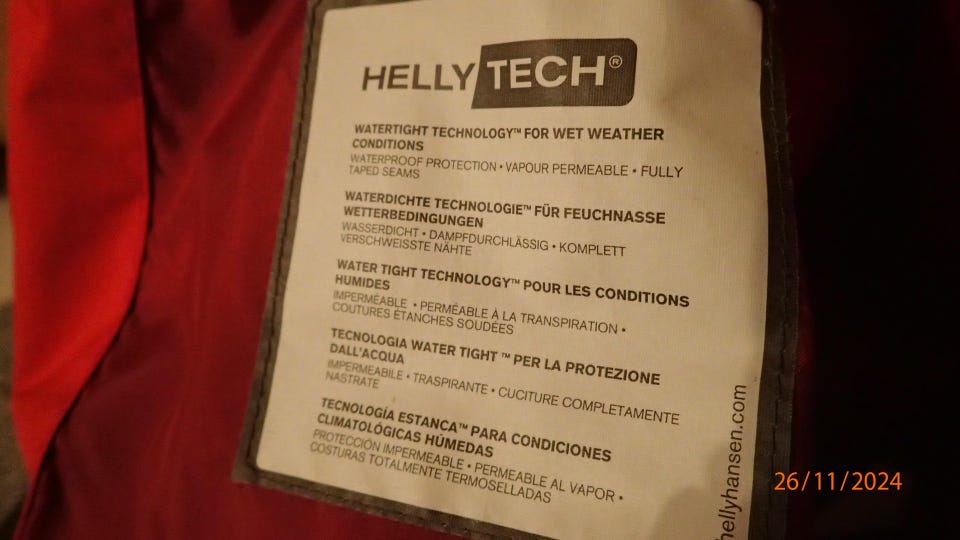 HELLY TECH®
WATERTIGHT TECHNOLOGY™ FOR WET WEATHER
CONDITIONS
WATERPROOF PROTECTION • VAPOUR PERMEABLE • FULLY
TAPED SEAMS
WATERDICHTE TECHNOLOGIE™ FÜR FEUCHNASSE
WETTERBEDINGUNGEN
WASSERDICHT • DAMPFDURCHLÄSSIG • KOMPLETT
VERSCHWEISSTE NÄHTE
WATER TIGHT TECHNOLOGY™ POUR LES CONDITIONS
HUMIDES
IMPERMÉABLE • PERMÉABLE À LA TRANSPIRATION •
COUTURES ÉTANCHES SOUDÉES
TECNOLOGIA WATER TIGHT ™ PER LA PROTEZIONE
DALL'ACQUA
IMPERMEABILE • TRASPIRANTE • CUCITURE COMPLETAMENTE
NASTRATE
TECNOLOGÍA ESTANCA™ PARA CONDICIONES
CLIMATOLÓGICAS HÚMEDAS
PROTECCIÓN IMPERMEABLE • PERMEABLE AL VAPOR •
COSTURAS TOTALMENTE TERMOSELLADAS
hellyhansen.com
26/11/2024